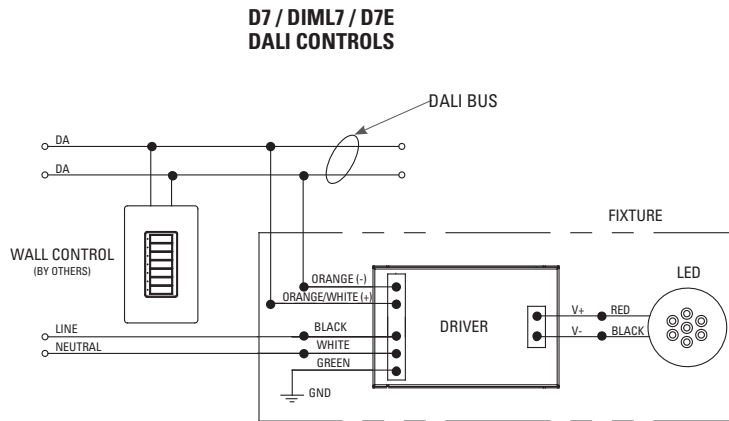 D7 / DIML7 / D7E
DALI CONTROLS
DALI BUS
DA
DA
FIXTURE
WALL CONTROL
(BY OTHERS)
ORANGE (-)
ORANGE/WHITE (+)
LED
DRIVER
V+
RED
V-
BLACK
LINE
BLACK
NEUTRAL
WHITE
GREEN
GND